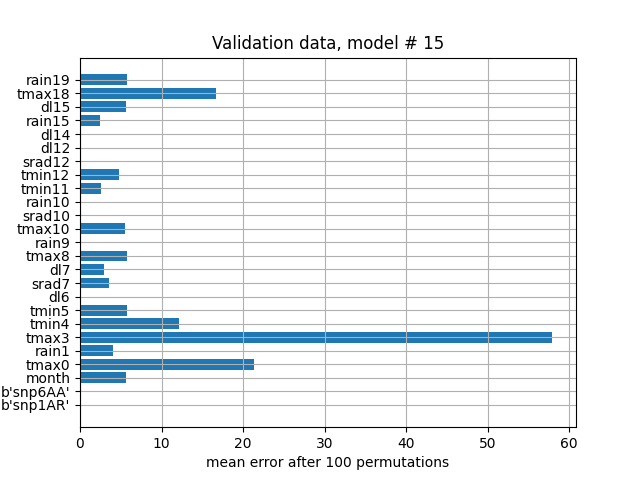 Validation data, model # 15
rain19
tmax18
dl15
rain15
dl14
dl12
srad12
tmin12
tmin11
rain10
srad10
tmax10
rain9
tmax8
dl7
srad7
dl6
tmin5
tmin4
tmax3
rain1
tmax0
month
b'snp6AA'
b'snp1AR'
0 10 20 30 40 50 60
mean error after 100 permutations